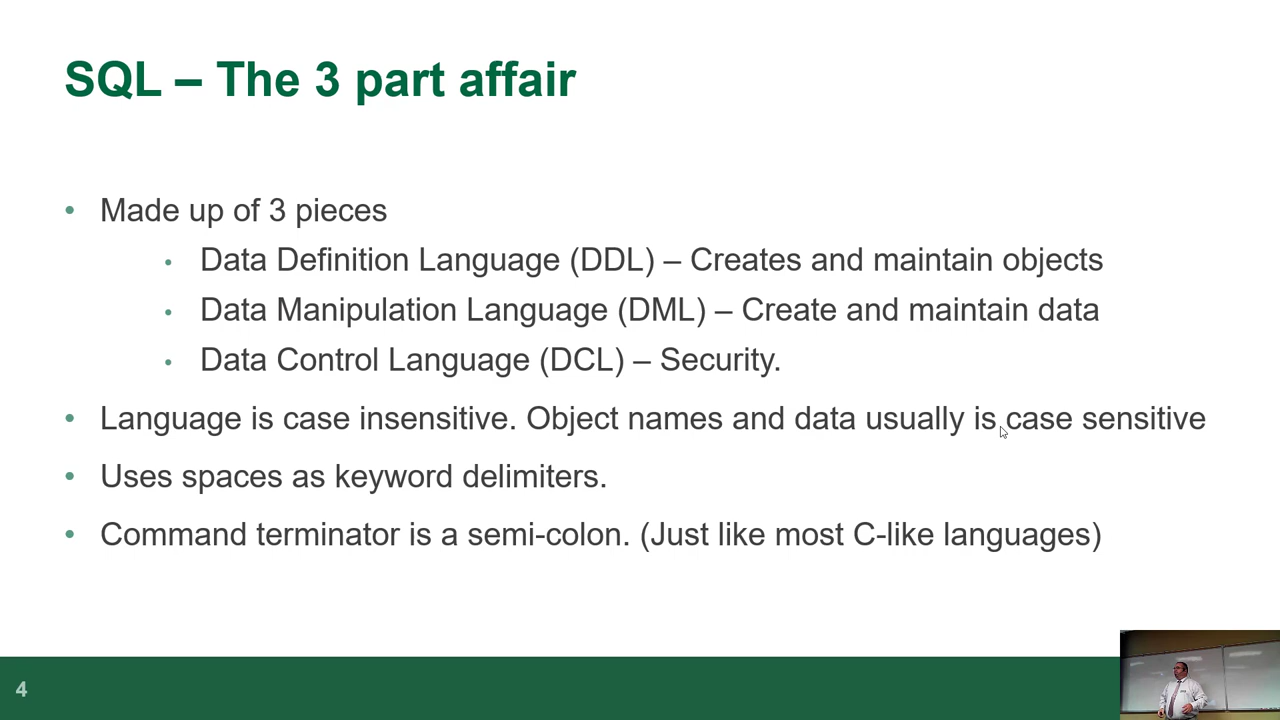 SQL – The 3 part affair
• Made up of 3 pieces
• Data Definition Language (DDL) – Creates and maintain objects
• Data Manipulation Language (DML) – Create and maintain data
• Data Control Language (DCL) – Security.
• Language is case insensitive. Object names and data usually is case sensitive
• Uses spaces as keyword delimiters.
• Command terminator is a semi-colon. (Just like most C-like languages)
4